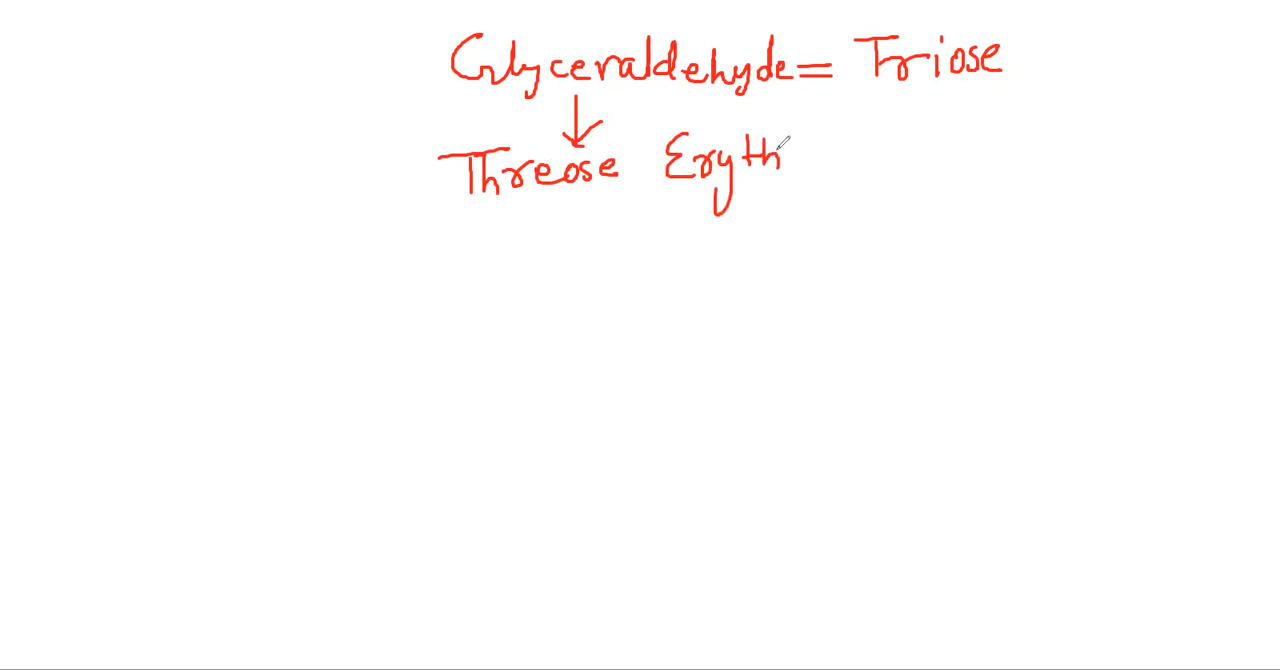 Glyceraldehyde = Triose
↓
Threose Eryth